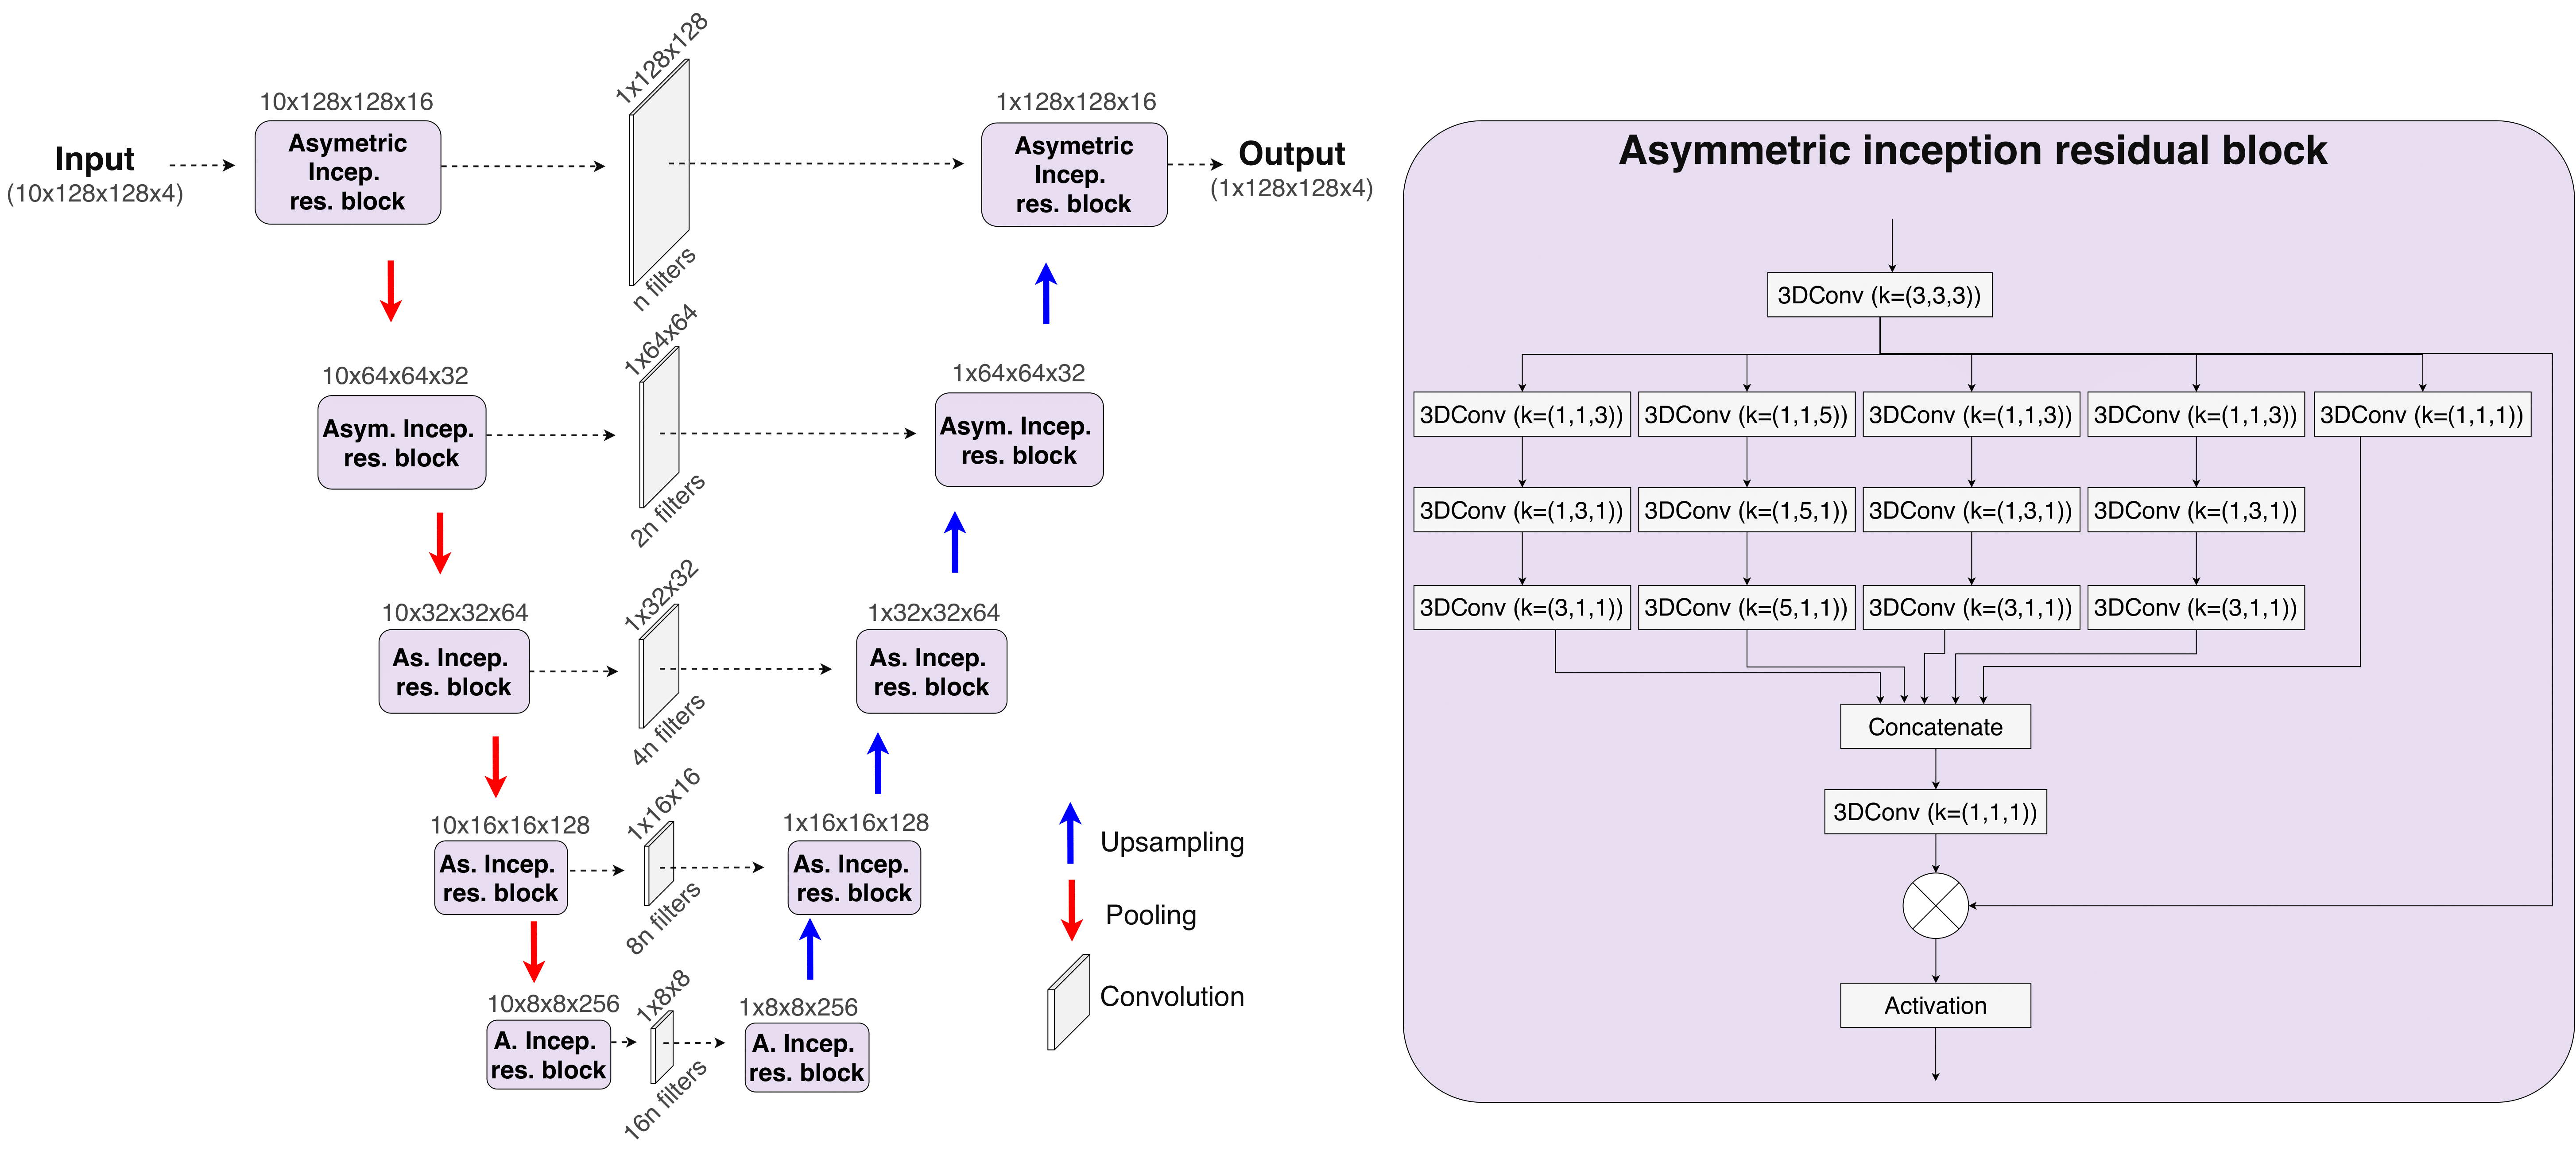 Input
(10x128x128x4)
10x128x128x16
Asymetric
Incep.
res. block
1x128x128
n filters
1x128x128x16
Asymetric
Incep.
res. block
Output
(1x128x128x4)
10x64x64x32
Asym. Incep.
res. block
1x64x64
2n filters
1x64x64x32
Asym. Incep.
res. block
10x32x32x64
As. Incep.
res. block
1x32x32
4n filters
1x32x32x64
As. Incep.
res. block
10x16x16x128
As. Incep.
res. block
1x16x16
8n filters
1x16x16x128
As. Incep.
res. block
10x8x8x256
A. Incep.
res. block
1x8x8
16n filters
1x8x8x256
A. Incep.
res. block
Upsampling
Pooling
Convolution
Asymmetric inception residual block
3DConv (k=(3,3,3))
3DConv (k=(1,1,3))
3DConv (k=(1,1,5))
3DConv (k=(1,1,3))
3DConv (k=(1,1,3))
3DConv (k=(1,1,1))
3DConv (k=(1,3,1))
3DConv (k=(1,5,1))
3DConv (k=(1,3,1))
3DConv (k=(1,3,1))
3DConv (k=(3,1,1))
3DConv (k=(5,1,1))
3DConv (k=(3,1,1))
3DConv (k=(3,1,1))
Concatenate
3DConv (k=(1,1,1))
Activation